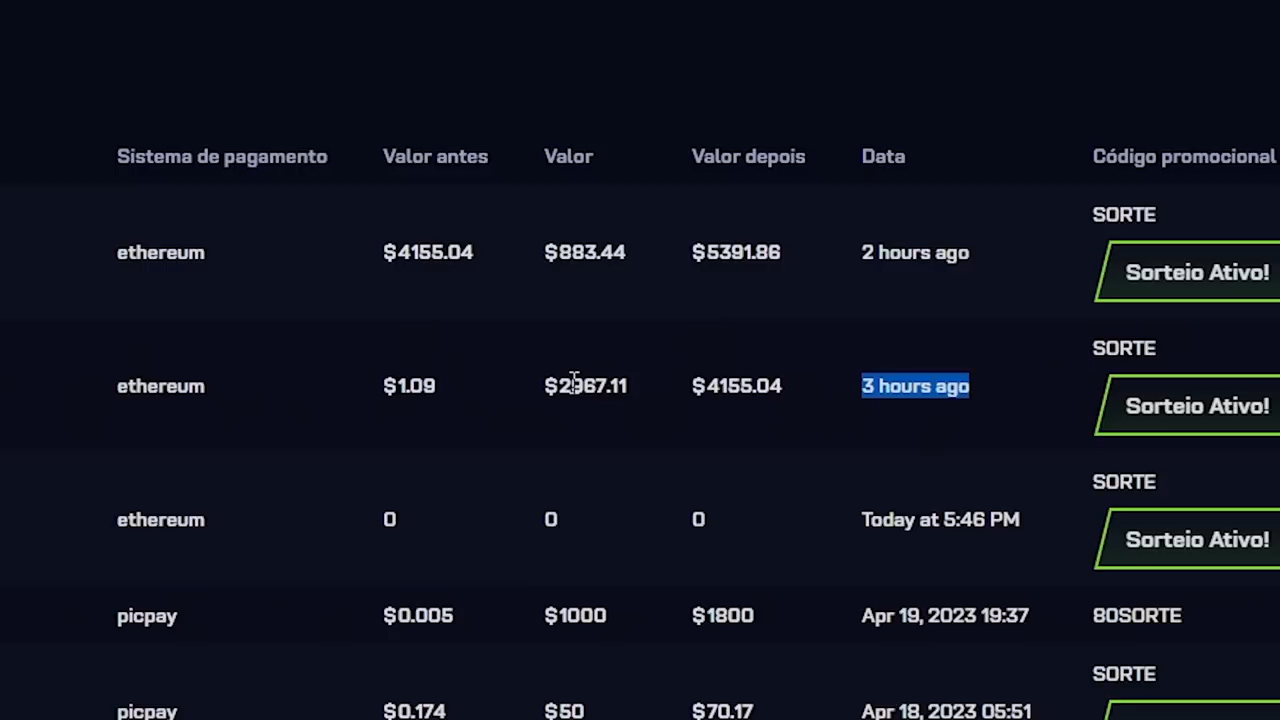 Sistema de pagamento Valor antes Valor Valor depois Data Código promocional
SORTE
ethereum $4155.04 $883.44 $5391.86 2 hours ago
Sorteio Ativo!
SORTE
ethereum $1.09 $2967.11 $4155.04 3 hours ago
Sorteio Ativo!
SORTE
ethereum 0 0 0 Today at 5:46 PM
Sorteio Ativo!
picpay $0.005 $1000 $1800 Apr 19, 2023 19:37 80SORTE
SORTE
picpay $0.174 $50 $70.17 Apr 18, 2023 05:51